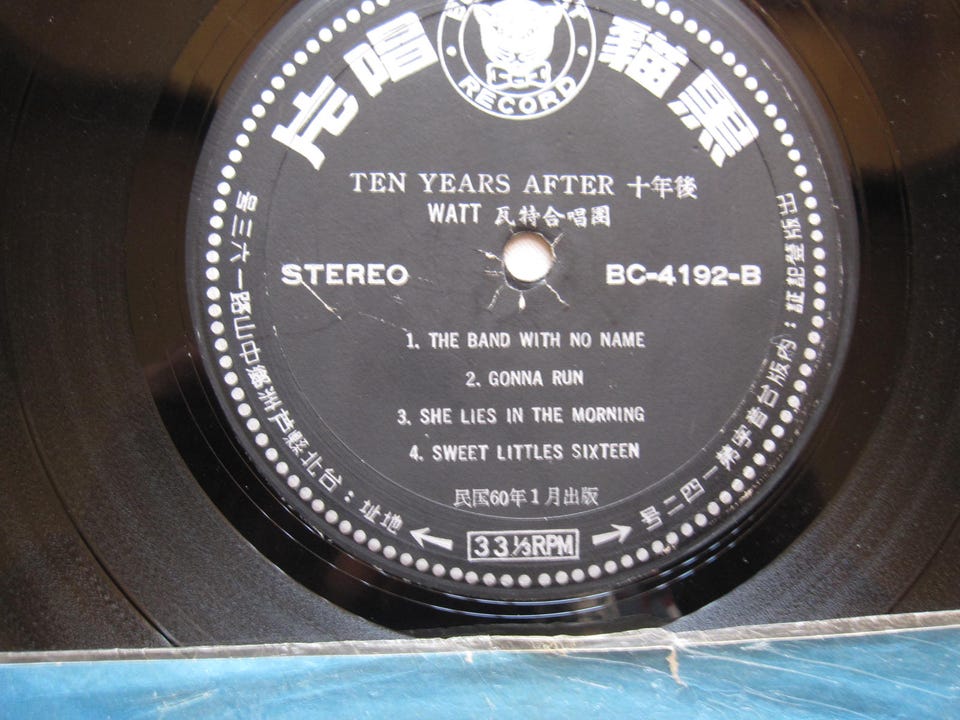 黑貓唱片
RECORD
TEN YEARS AFTER 十年後
WATT 瓦特合唱團
STEREO
BC-4192-B
1. THE BAND WITH NO NAME
2. GONNA RUN
3. SHE LIES IN THE MORNING
4. SWEET LITTLES SIXTEEN
民国60年1月出版
33⅓RPM
出版登記証：內版台音字第一四二号
地址：台北縣芦洲鄉中山路一六三号